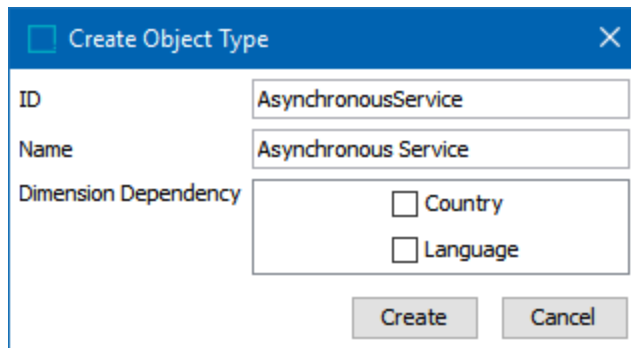 Create Object Type
ID AsynchronousService
Name Asynchronous Service
Dimension Dependency Country
Language
Create Cancel